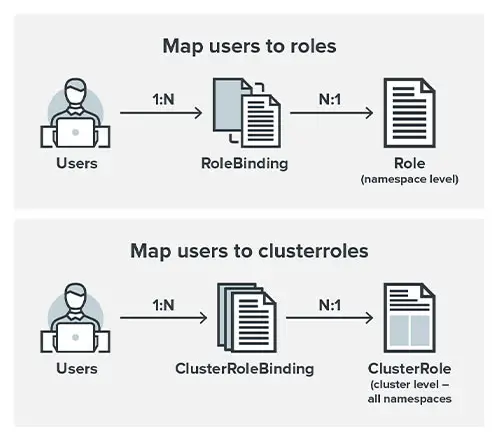 Map users to roles
1:N
N:1
Users
RoleBinding
Role
(namespace level)
Map users to clusterroles
1:N
N:1
Users
ClusterRoleBinding
ClusterRole
(cluster level –
all namespaces